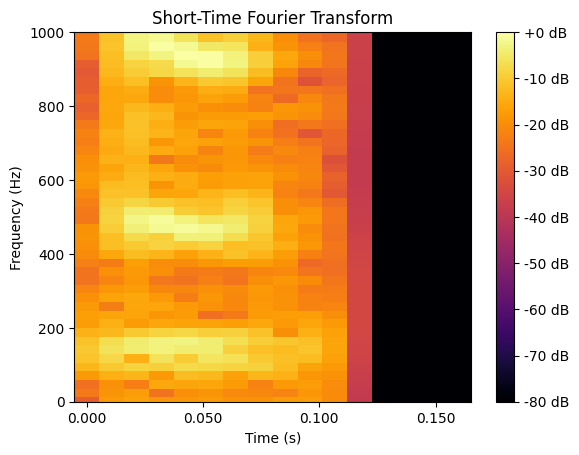 Short-Time Fourier Transform
Frequency (Hz)
1000
800
600
400
200
0
0.000
0.050
0.100
0.150
Time (s)
+0 dB
-10 dB
-20 dB
-30 dB
-40 dB
-50 dB
-60 dB
-70 dB
-80 dB